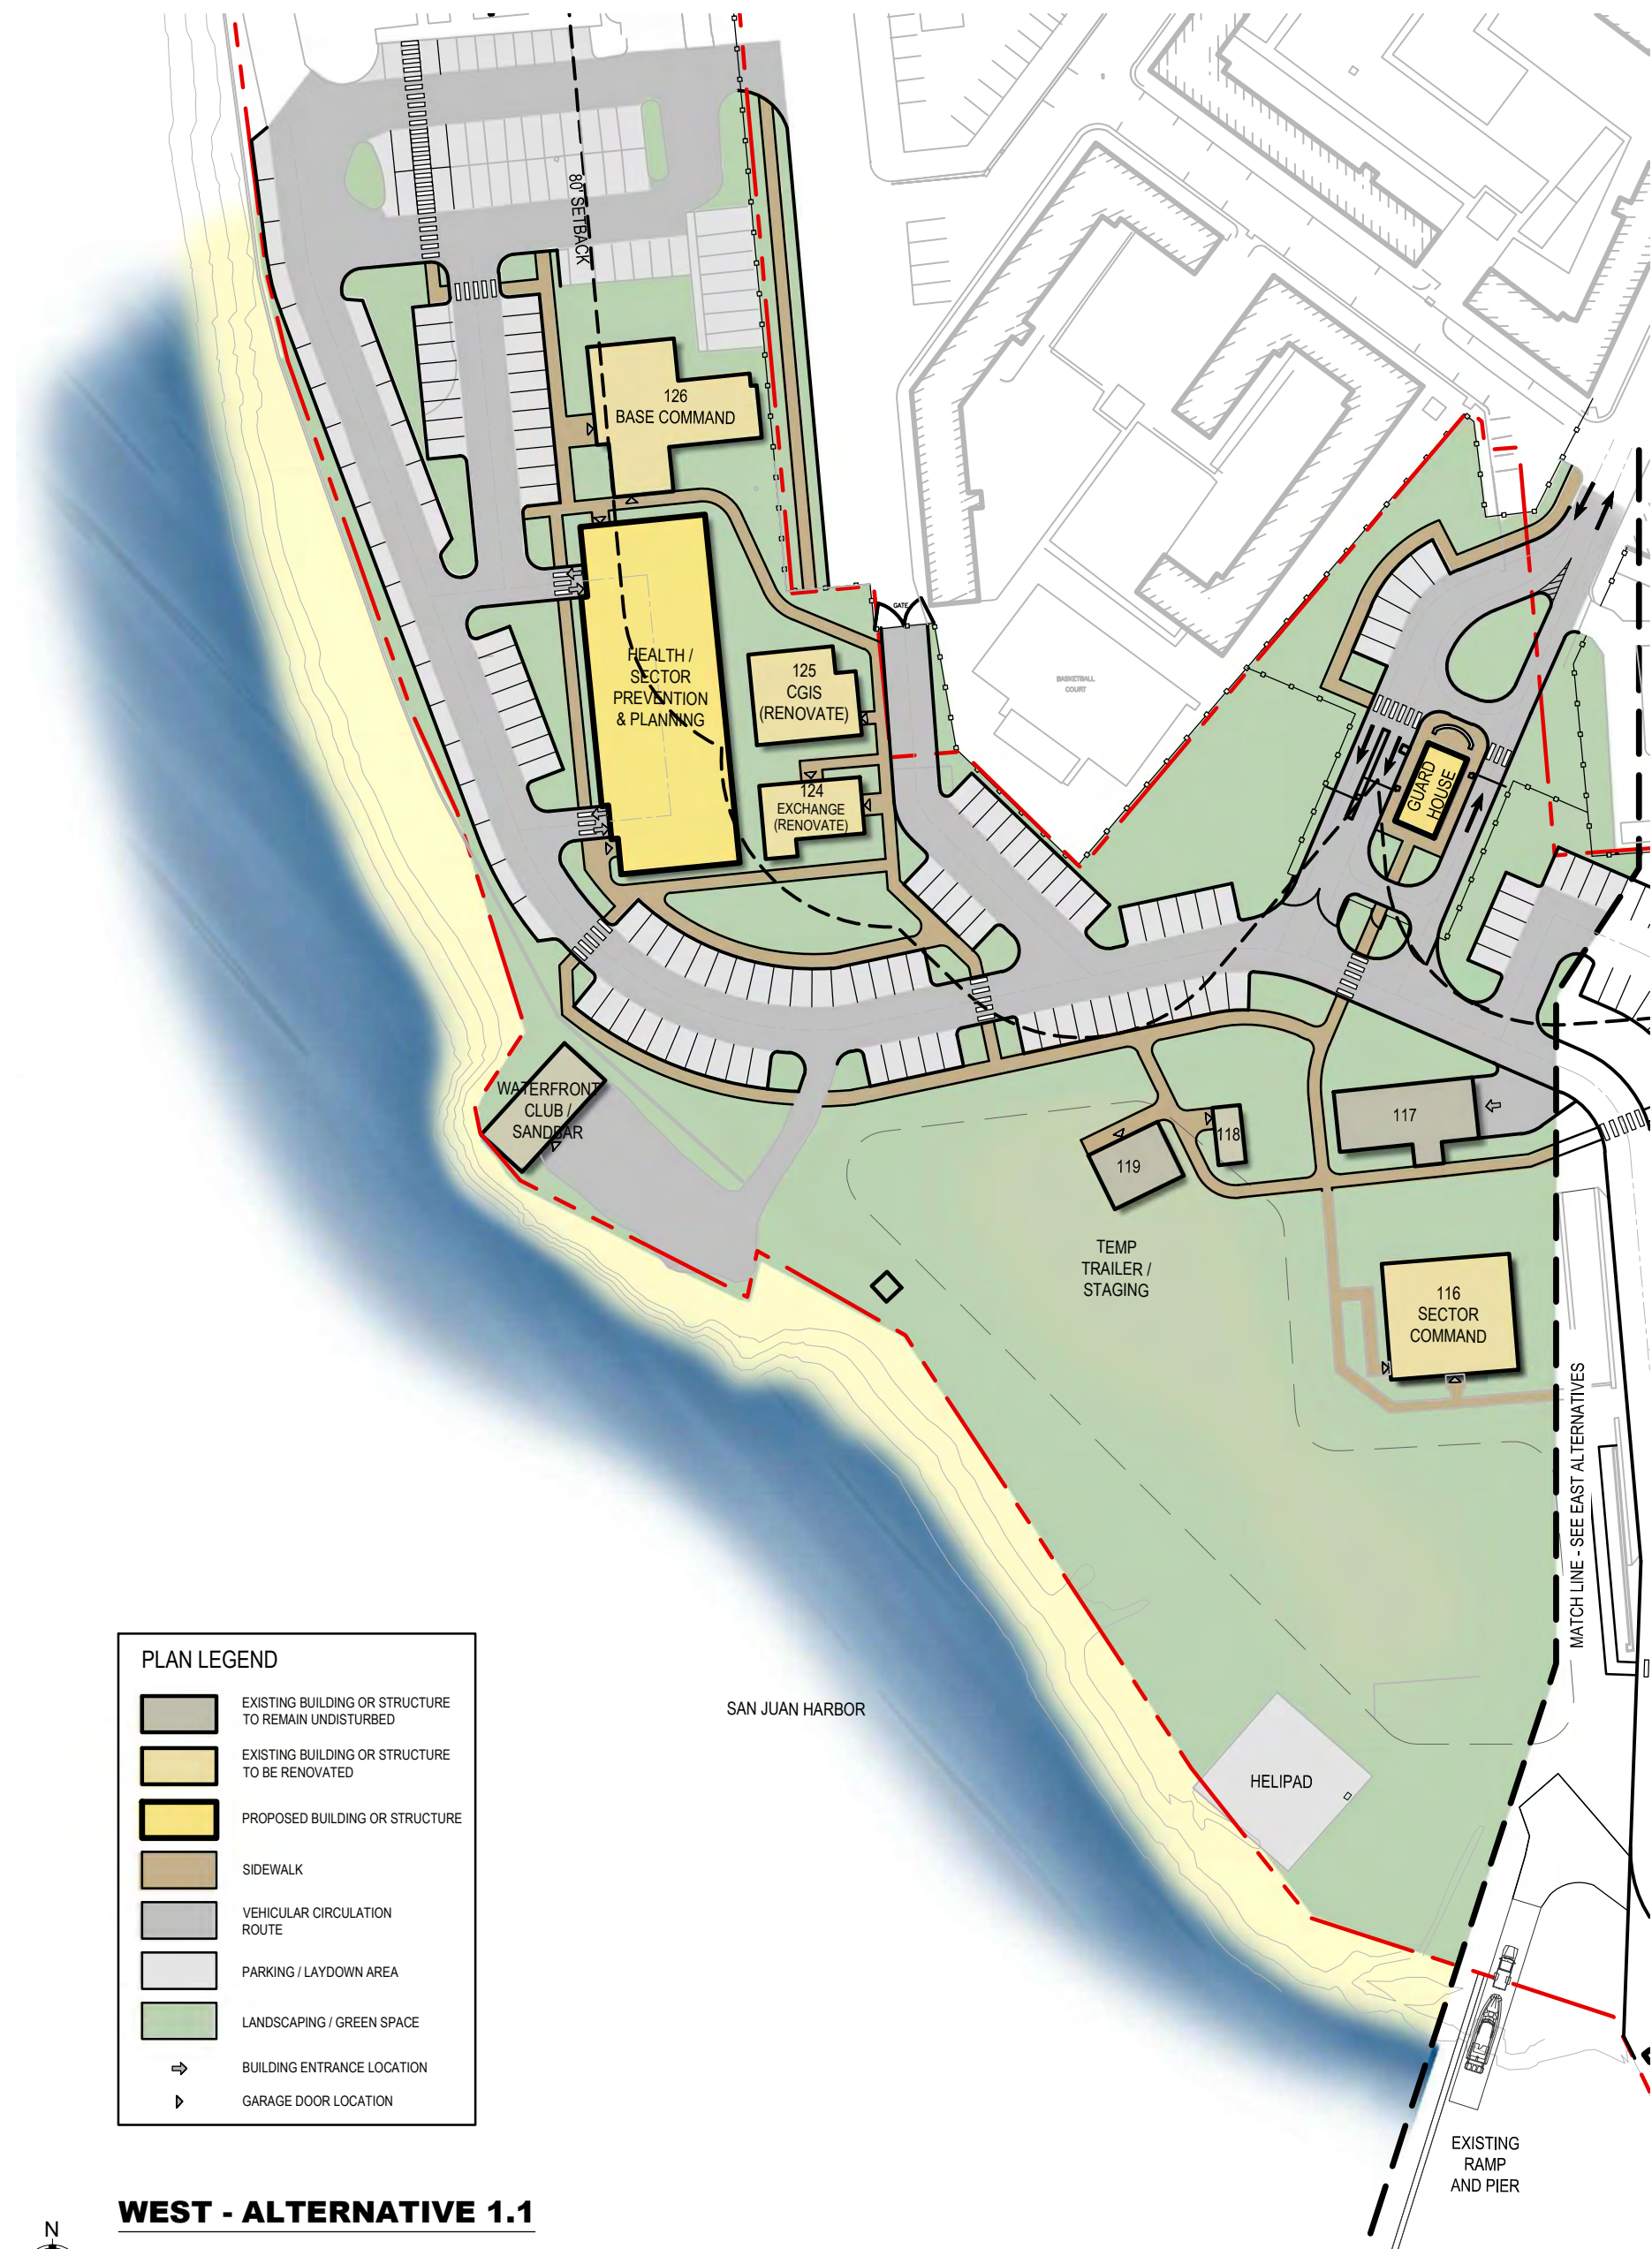 80' SETBACK
126
BASE COMMAND
HEALTH /
SECTOR
PREVENTION
& PLANNING
125
CGIS
(RENOVATE)
124
EXCHANGE
(RENOVATE)
GATE
BASKETBALL
COURT
GUARD
HOUSE
WATERFRONT
CLUB /
SANDBAR
119
118
117
TEMP
TRAILER /
STAGING
116
SECTOR
COMMAND
MATCH LINE - SEE EAST ALTERNATIVES
SAN JUAN HARBOR
HELIPAD
EXISTING
RAMP
AND PIER
PLAN LEGEND
EXISTING BUILDING OR STRUCTURE
TO REMAIN UNDISTURBED
EXISTING BUILDING OR STRUCTURE
TO BE RENOVATED
PROPOSED BUILDING OR STRUCTURE
SIDEWALK
VEHICULAR CIRCULATION
ROUTE
PARKING / LAYDOWN AREA
LANDSCAPING / GREEN SPACE
BUILDING ENTRANCE LOCATION
GARAGE DOOR LOCATION
WEST - ALTERNATIVE 1.1
N